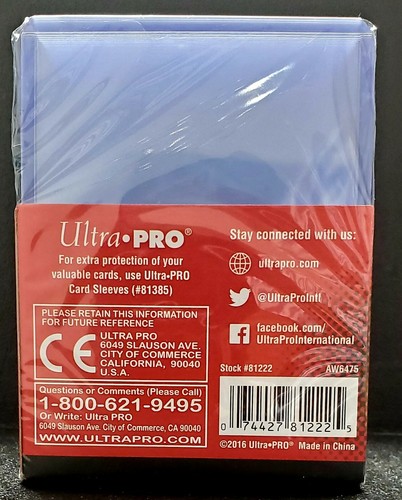 Ultra•PRO®
For extra protection of your
valuable cards, use Ultra•PRO
Card Sleeves (#81385)
PLEASE RETAIN THIS INFORMATION
FOR FUTURE REFERENCE
CE
ULTRA PRO
6049 SLAUSON AVE.
CITY OF COMMERCE
CALIFORNIA, 90040
U.S.A.
Questions or Comments (Please Call)
1-800-621-9495
Or Write: Ultra PRO
6049 Slauson Ave, City of Commerce, CA 90040
WWW.ULTRAPRO.COM
Stay connected with us:
ultrapro.com
@UltraProIntl
facebook.com/
UltraProInternational
Stock #81222 AW6475
0 74427 81222 5
©2016 Ultra•PRO® Made in China